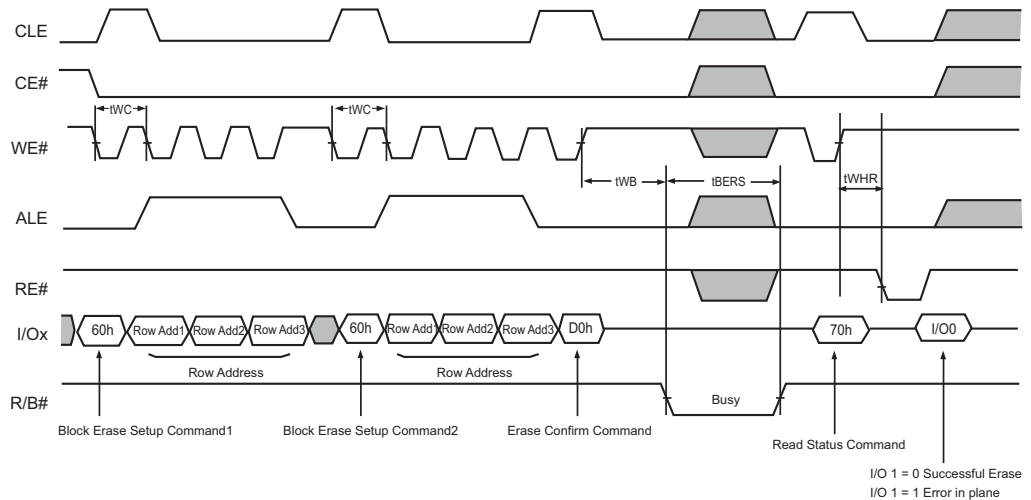 CLE
CE#
tWC
tWC
WE#
tWB
tBERS
tWHR
ALE
RE#
I/Ox
60h
Row Add1
Row Add2
Row Add3
60h
Row Add1
Row Add2
Row Add3
D0h
70h
I/O0
Row Address
Row Address
R/B#
Busy
Block Erase Setup Command1
Block Erase Setup Command2
Erase Confirm Command
Read Status Command
I/O 1 = 0 Successful Erase
I/O 1 = 1 Error in plane